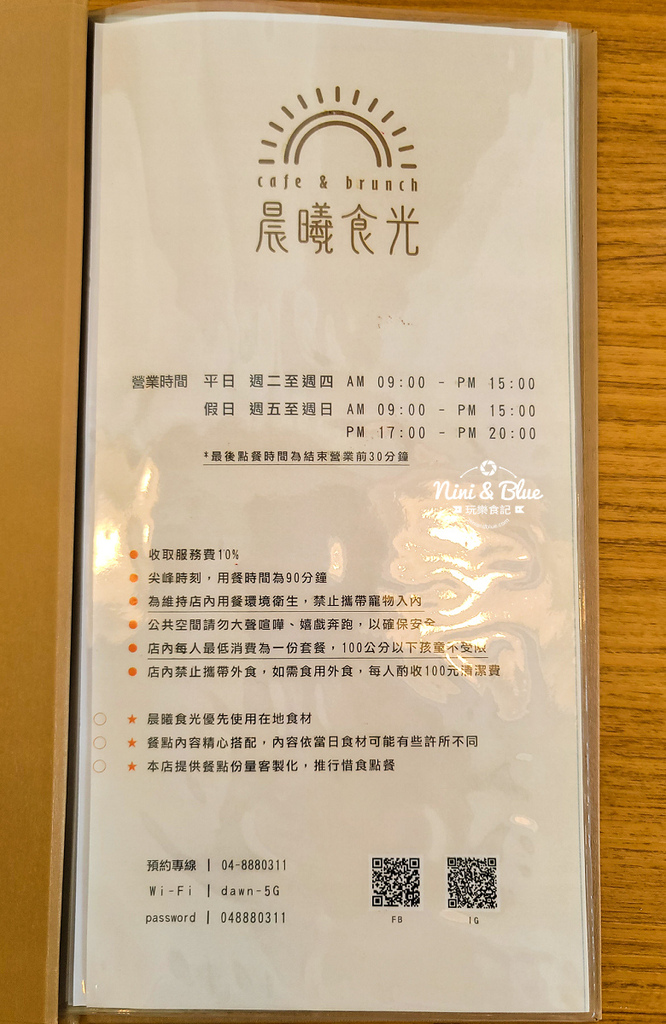 cafe & brunch
晨曦食光
營業時間 平日 週二至週四 AM 09:00 - PM 15:00
假日 週五至週日 AM 09:00 - PM 15:00
PM 17:00 - PM 20:00
*最後點餐時間為結束營業前30分鐘
Nini & Blue
玩樂食記
收取服務費10%
尖峰時刻，用餐時間為90分鐘
為維持店內用餐環境衛生，禁止攜帶寵物入內
公共空間請勿大聲喧嘩、嬉戲奔跑，以確保安全
店內每人最低消費為一份套餐，100公分以下孩童不受限
店內禁止攜帶外食，如需食用外食，每人酌收100元清潔費
★ 晨曦食光優先使用在地食材
★ 餐點內容精心搭配，內容依當日食材可能有些許所不同
★ 本店提供餐點份量客製化，推行惜食點餐
預約專線 | 04-8880311
Wi-Fi | dawn-5G
password | 048880311
FB IG